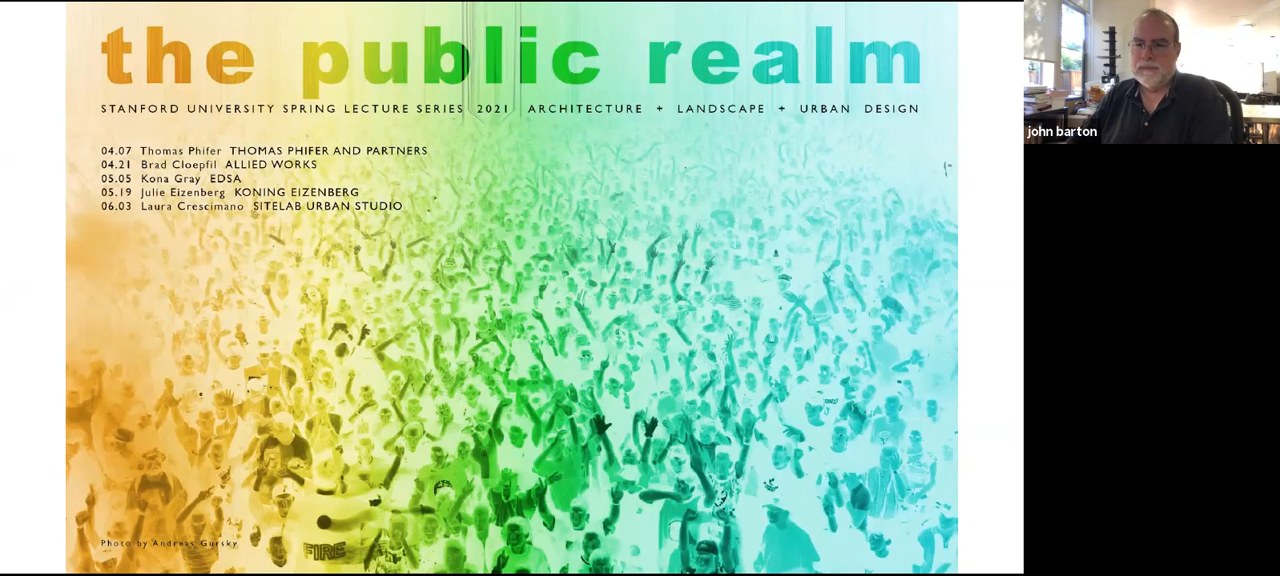 the public realm
STANFORD UNIVERSITY SPRING LECTURE SERIES 2021 ARCHITECTURE + LANDSCAPE + URBAN DESIGN
04.07 Thomas Phifer THOMAS PHIFER AND PARTNERS
04.21 Brad Cloepfil ALLIED WORKS
05.05 Kona Gray EDSA
05.19 Julie Eizenberg KONING EIZENBERG
06.03 Laura Crescimano SITELAB URBAN STUDIO
Photo by Andreas Gursky
FIRE
john barton